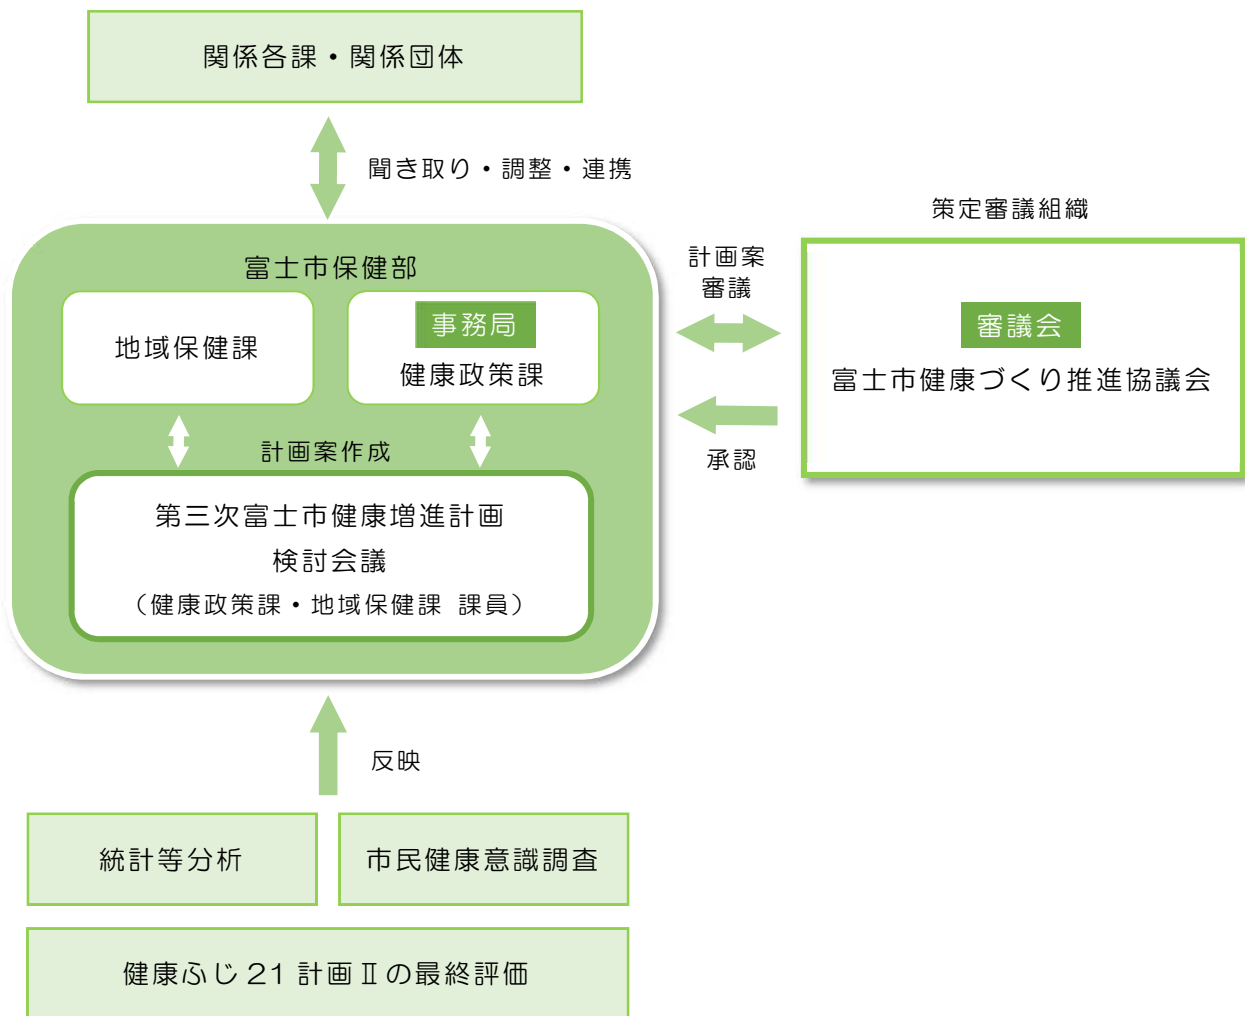 関係各課・関係団体
聞き取り・調整・連携
策定審議組織
富士市保健部
計画案
審議
地域保健課
事務局
健康政策課
審議会
富士市健康づくり推進協議会
計画案作成
承認
第三次富士市健康増進計画
検討会議
（健康政策課・地域保健課 課員）
反映
統計等分析
市民健康意識調査
健康ふじ 21 計画Ⅱの最終評価